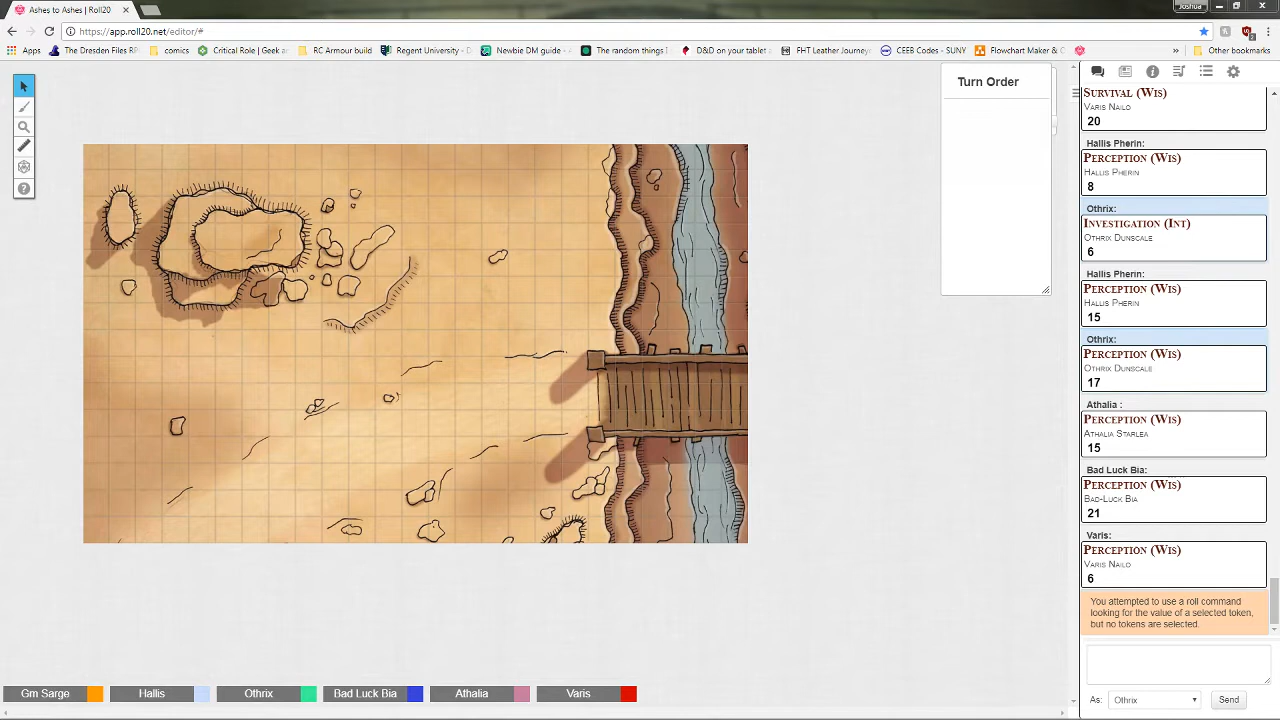 Ashes to Ashes | Roll20
Joshua
https://app.roll20.net/editor/#
Apps
The Dresden Files RP
comics
Critical Role | Geek a
RC Armour build
Regent University - D
Newbie DM guide -
The random things I
D&D on your tablet
FHT Leather Journey
CEEB Codes - SUNY
Flowchart Maker & O
»
Other bookmarks
Turn Order
Survival (Wis)
Varis Nailo
20
Hallis Pherin:
Perception (Wis)
Hallis Pherin
8
Othrix:
Investigation (Int)
Othrix Dunscale
6
Hallis Pherin:
Perception (Wis)
Hallis Pherin
15
Othrix:
Perception (Wis)
Othrix Dunscale
17
Athalia :
Perception (Wis)
Athalia Starlea
15
Bad Luck Bia:
Perception (Wis)
Bad-Luck Bia
21
Varis:
Perception (Wis)
Varis Nailo
6
You attempted to use a roll command
looking for the value of a selected token,
but no tokens are selected.
As: Othrix Send
Gm Sarge
Hallis
Othrix
Bad Luck Bia
Athalia
Varis